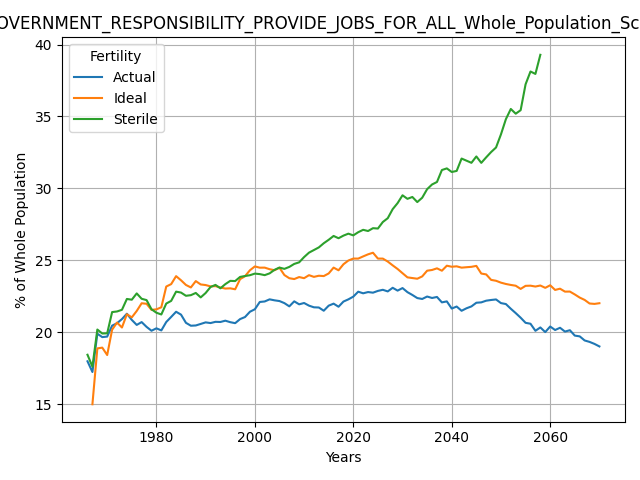 OVERNMENT_RESPONSIBILITY_PROVIDE_JOBS_FOR_ALL_Whole_Population_Sc
40
35
30
25
20
15
% of Whole Population
Fertility
Actual
Ideal
Sterile
1980 2000 2020 2040 2060
Years